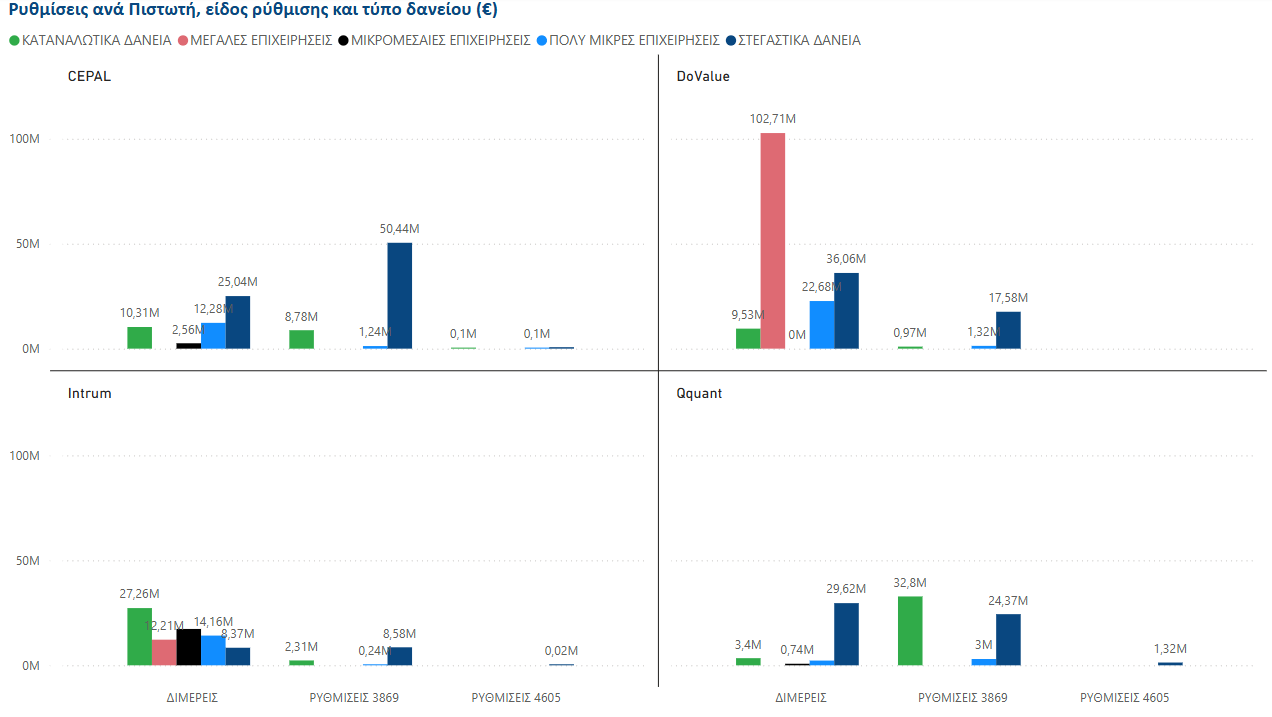 Ρυθμίσεις ανά Πιστωτή, είδος ρύθμισης και τύπο δανείου (€)
ΚΑΤΑΝΑΛΩΤΙΚΑ ΔΑΝΕΙΑ ΜΕΓΑΛΕΣ ΕΠΙΧΕΙΡΗΣΕΙΣ ΜΙΚΡΟΜΕΣΑΙΕΣ ΕΠΙΧΕΙΡΗΣΕΙΣ ΠΟΛΥ ΜΙΚΡΕΣ ΕΠΙΧΕΙΡΗΣΕΙΣ ΣΤΕΓΑΣΤΙΚΑ ΔΑΝΕΙΑ
CEPAL
100M
50M
0M
10,31M
2,56M
12,28M
25,04M
8,78M
1,24M
50,44M
0,1M
0,1M
DoValue
9,53M
102,71M
0M
22,68M
36,06M
0,97M
1,32M
17,58M
Intrum
100M
50M
0M
27,26M
12,21M
14,16M
8,37M
2,31M
0,24M
8,58M
0,02M
Qquant
3,4M
0,74M
29,62M
32,8M
3M
24,37M
1,32M
ΔΙΜΕΡΕΙΣ ΡΥΘΜΙΣΕΙΣ 3869 ΡΥΘΜΙΣΕΙΣ 4605
ΔΙΜΕΡΕΙΣ ΡΥΘΜΙΣΕΙΣ 3869 ΡΥΘΜΙΣΕΙΣ 4605